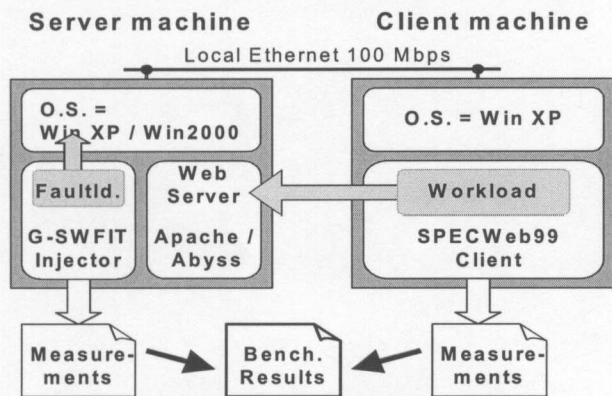 Server machine
Client machine
Local Ethernet 100 Mbps
O.S. =
Win XP / Win2000
O.S. = Win XP
FaultId.
G-SWFIT
Injector
Web
Server
Apache /
Abyss
Workload
SPECWeb99
Client
Measure-
ments
Bench.
Results
Measure-
ments